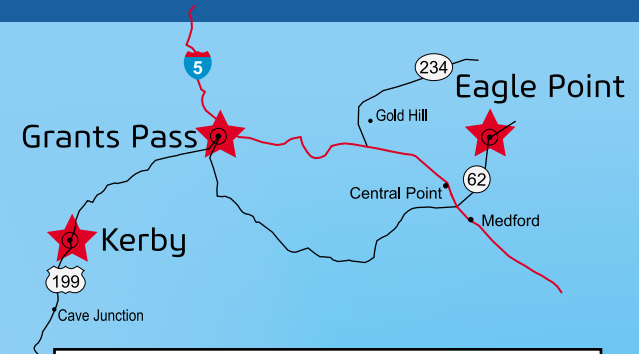 5
234
Eagle Point
Gold Hill
Grants Pass
62
Central Point
Medford
Kerby
199
Cave Junction